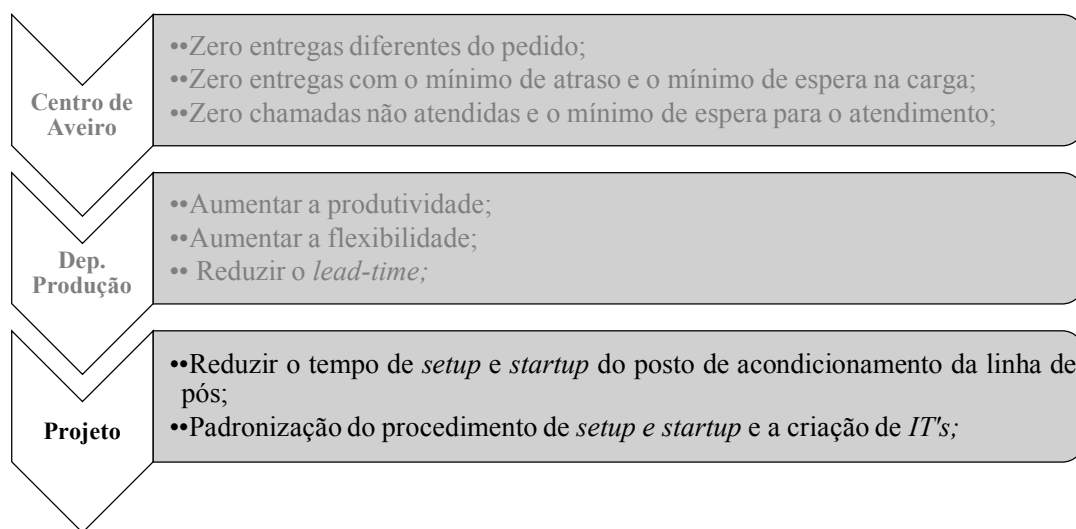 Centro de
Aveiro
••Zero entregas diferentes do pedido;
••Zero entregas com o mínimo de atraso e o mínimo de espera na carga;
••Zero chamadas não atendidas e o mínimo de espera para o atendimento;
Dep.
Produção
••Aumentar a produtividade;
••Aumentar a flexibilidade;
•• Reduzir o lead-time;
Projeto
••Reduzir o tempo de setup e startup do posto de acondicionamento da linha de
pós;
••Padronização do procedimento de setup e startup e a criação de IT's;